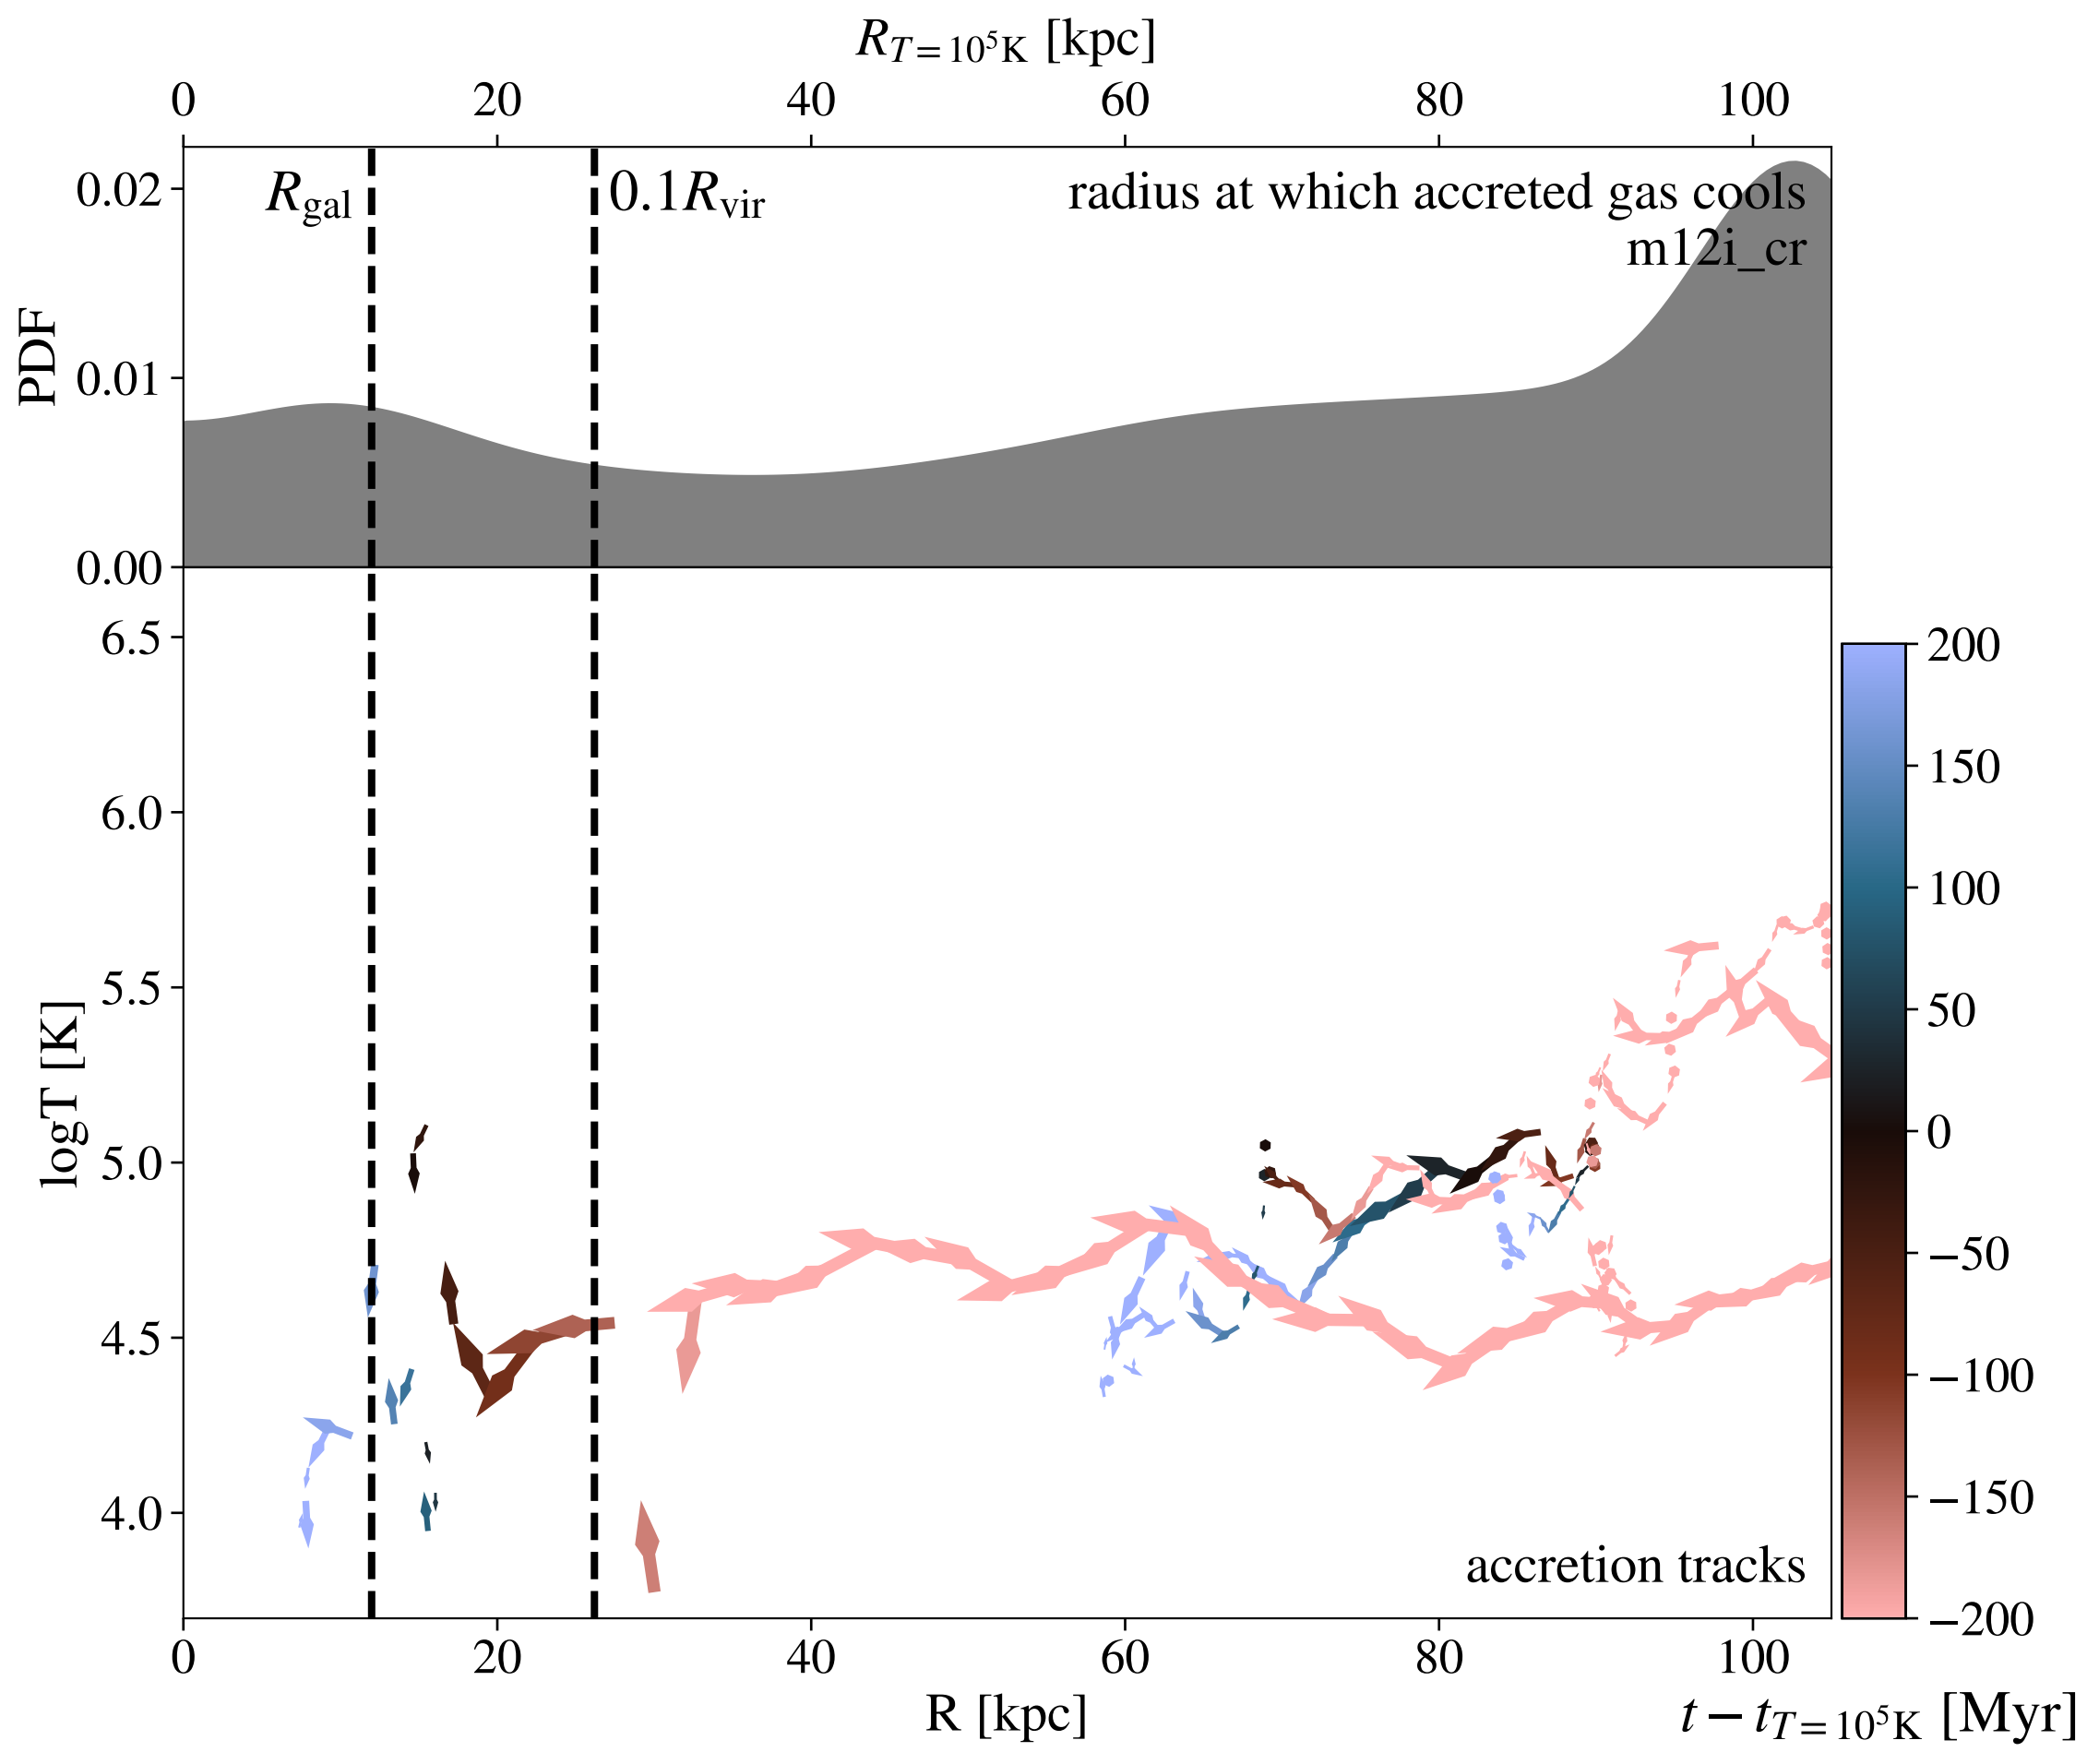 R_{T=10^5K} [kpc]
0 20 40 60 80 100
R_gal 0.1R_vir radius at which accreted gas cools
m12i_cr
PDF
0.02
0.01
0.00
logT [K]
6.5
6.0
5.5
5.0
4.5
4.0
accretion tracks
0 20 40 60 80 100
R [kpc]
200
150
100
50
0
−50
−100
−150
−200
t − t_{T=10^5K} [Myr]